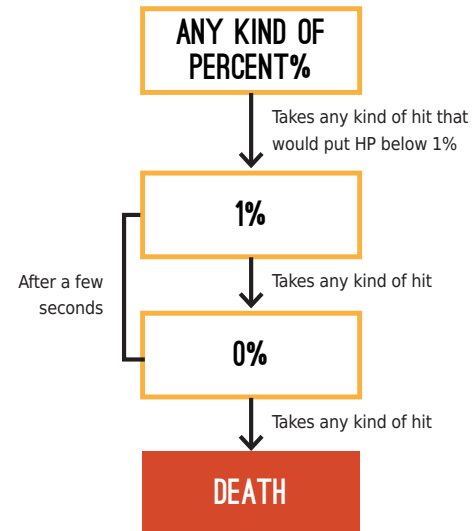 ANY KIND OF
PERCENT%
Takes any kind of hit that
would put HP below 1%
1%
After a few
seconds
Takes any kind of hit
0%
Takes any kind of hit
DEATH